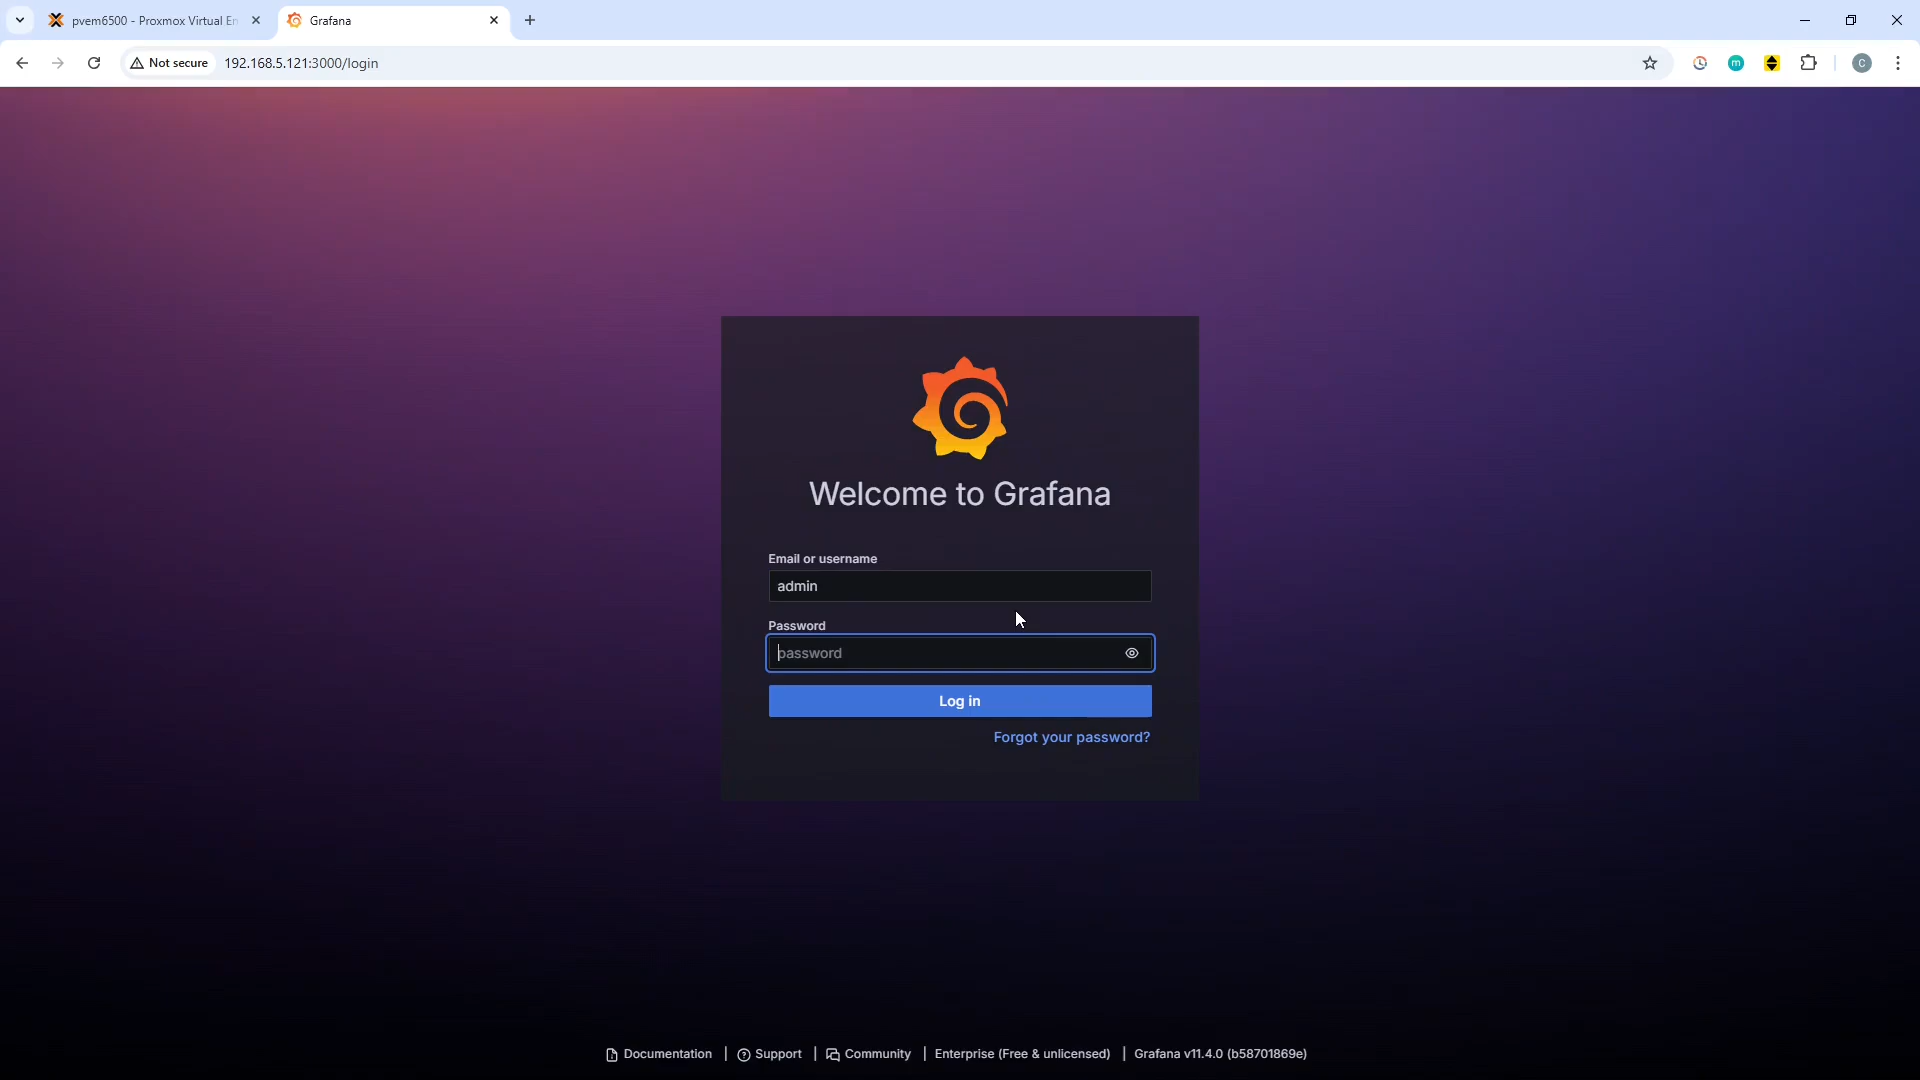 pvem6500 - Proxmox Virtual En
Grafana
Not secure
192.168.5.121:3000/login
m
C
Welcome to Grafana
Email or username
admin
Password
password
Log in
Forgot your password?
Documentation | Support | Community | Enterprise (Free & unlicensed) | Grafana v11.4.0 (b58701869e)